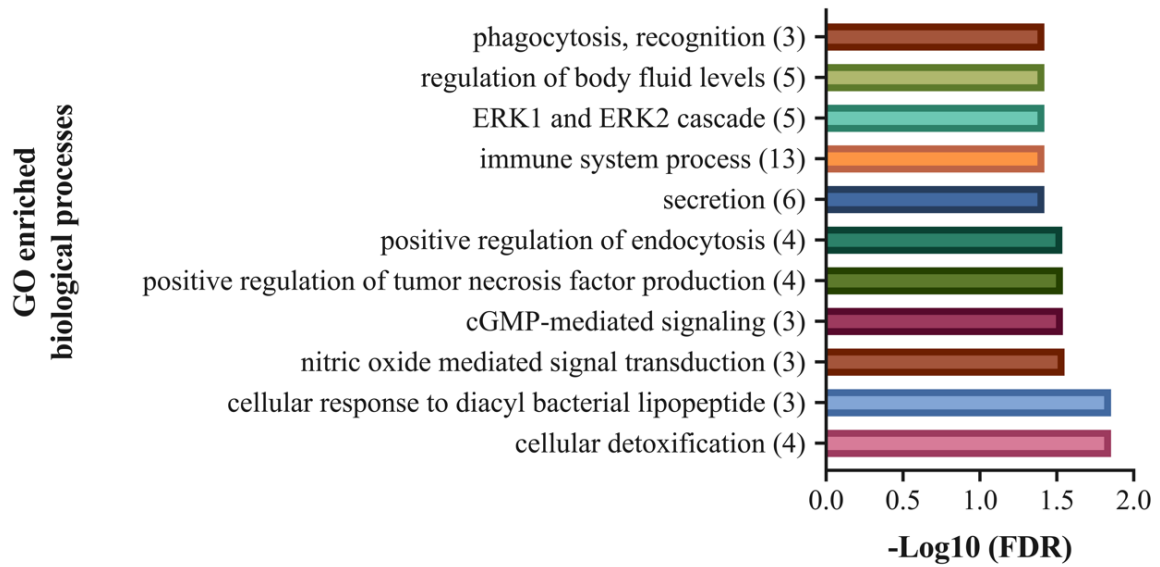 GO enriched
biological processes
phagocytosis, recognition (3)
regulation of body fluid levels (5)
ERK1 and ERK2 cascade (5)
immune system process (13)
secretion (6)
positive regulation of endocytosis (4)
positive regulation of tumor necrosis factor production (4)
cGMP-mediated signaling (3)
nitric oxide mediated signal transduction (3)
cellular response to diacyl bacterial lipopeptide (3)
cellular detoxification (4)
0.0 0.5 1.0 1.5 2.0
-Log10 (FDR)